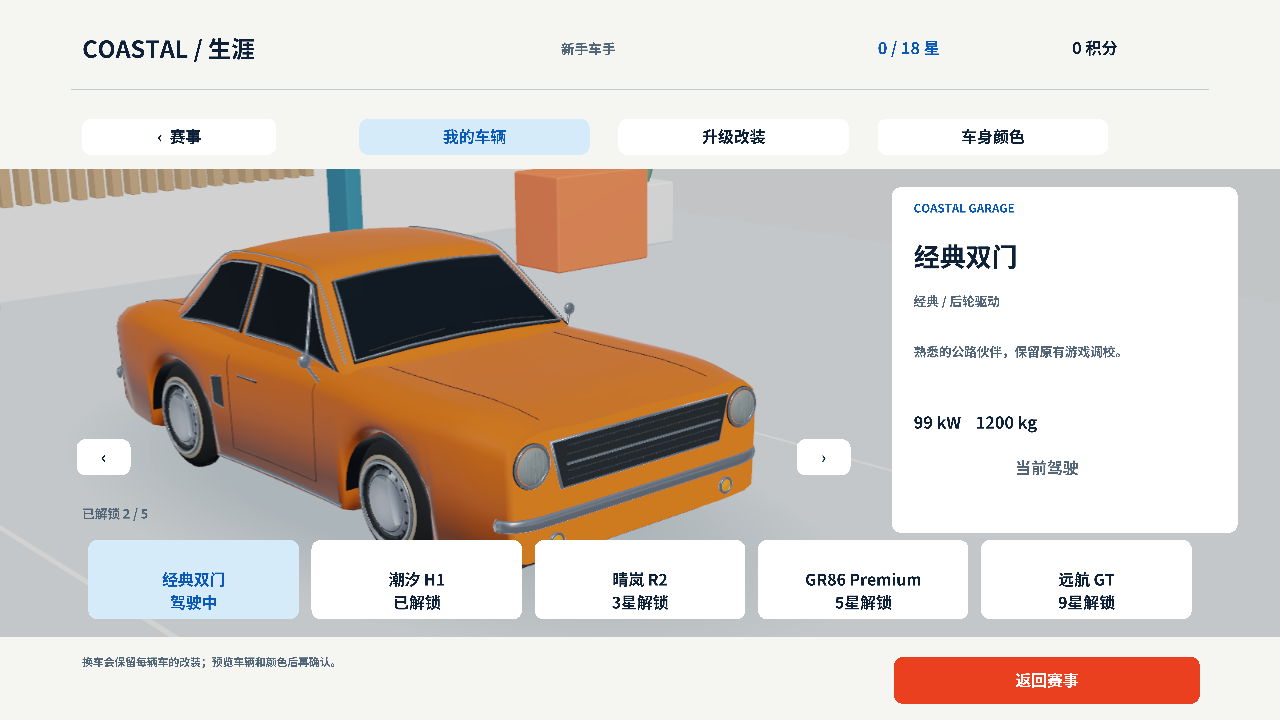 COASTAL / 生涯
新手车手
0 / 18 星
0 积分
‹ 赛事
我的车辆
升级改装
车身颜色
COASTAL GARAGE
经典双门
经典 / 后轮驱动
熟悉的公路伙伴，保留原有游戏调校。
99 kW 1200 kg
当前驾驶
‹
›
已解锁 2 / 5
经典双门
驾驶中
潮汐 H1
已解锁
晴岚 R2
3星解锁
GR86 Premium
5星解锁
远航 GT
9星解锁
换车会保留每辆车的改装；预览车辆和颜色后再确认。
返回赛事